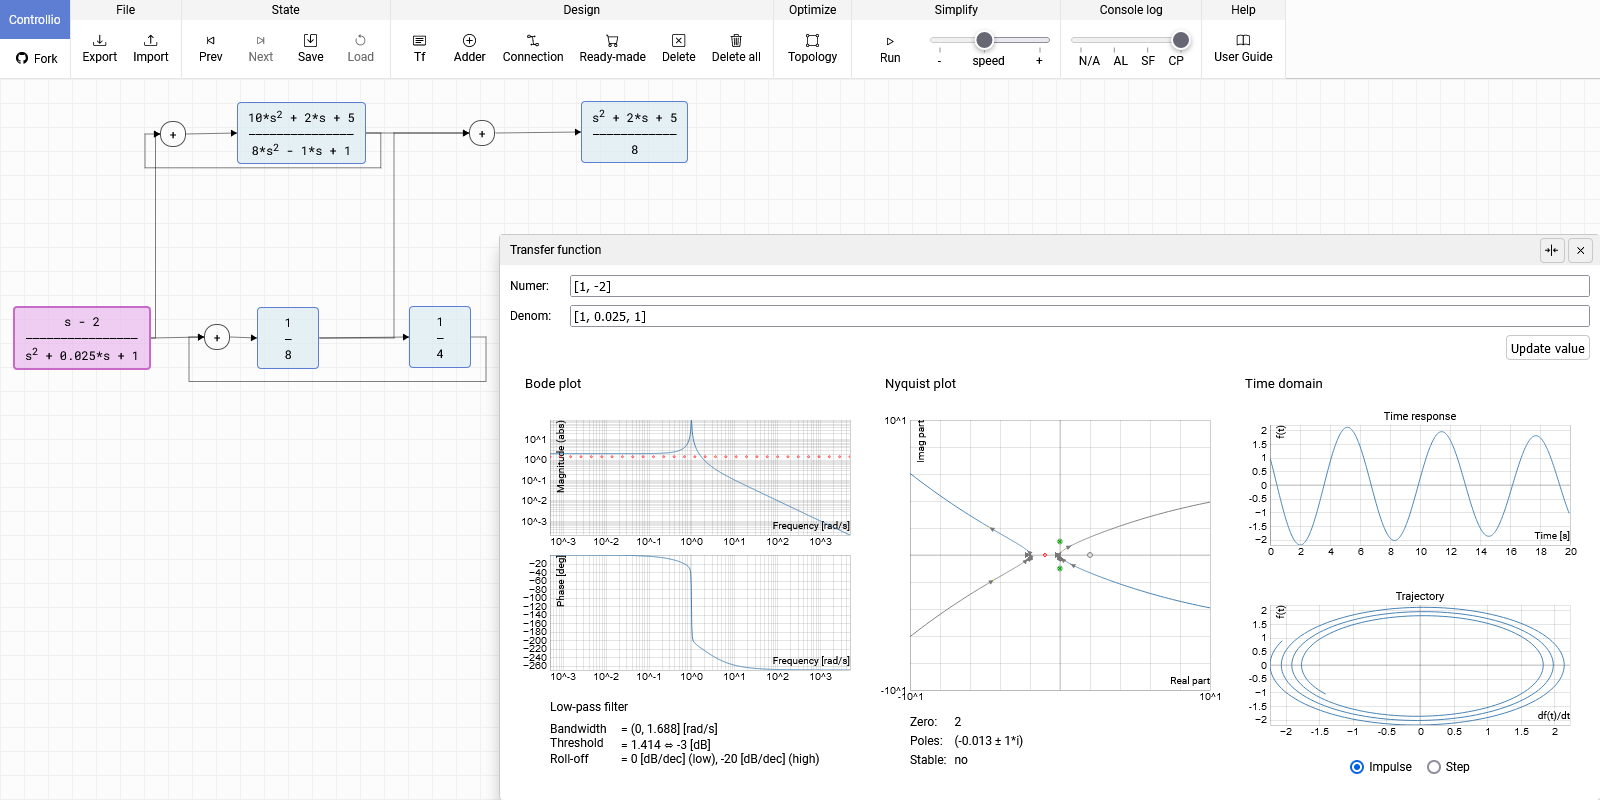 Controllio
File
State
Design
Optimize
Simplify
Console log
Help
Fork
Export
Import
Prev
Next
Save
Load
Tf
Adder
Connection
Ready-made
Delete
Delete all
Topology
Run
- speed +
N/A AL SF CP
User Guide
+
10*s² + 2*s + 5
8*s² - 1*s + 1
+
s² + 2*s + 5
8
s - 2
s² + 0.025*s + 1
+
1
8
1
4
Transfer function
Numer: [1, -2]
Denom: [1, 0.025, 1]
Update value
Bode plot
Magnitude (abs)
10^1
10^0
10^-1
10^-2
10^-3
Frequency [rad/s]
10^-3 10^-2 10^-1 10^0 10^1 10^2 10^3
Phase [deg]
−20
−40
−60
−80
−100
−120
−140
−160
−180
−200
−220
−240
−260
Frequency [rad/s]
10^-3 10^-2 10^-1 10^0 10^1 10^2 10^3
Low-pass filter
Bandwidth = (0, 1.688] [rad/s]
Threshold = 1.414 ⇔ -3 [dB]
Roll-off = 0 [dB/dec] (low), -20 [dB/dec] (high)
Nyquist plot
10^1
Imag part
Real part
-10^1
-10^1 10^1
Zero: 2
Poles: (-0.013 ± 1*i)
Stable: no
Time domain
Time response
f(t)
2
1.5
1
0.5
0
-0.5
−1
-1.5
−2
Time [s]
0 2 4 6 8 10 12 14 16 18 20
Trajectory
f(t)
2
1.5
1
0.5
0
-0.5
−1
-1.5
−2
df(t)/dt
−2 -1.5 −1 -0.5 0 0.5 1 1.5 2
Impulse Step